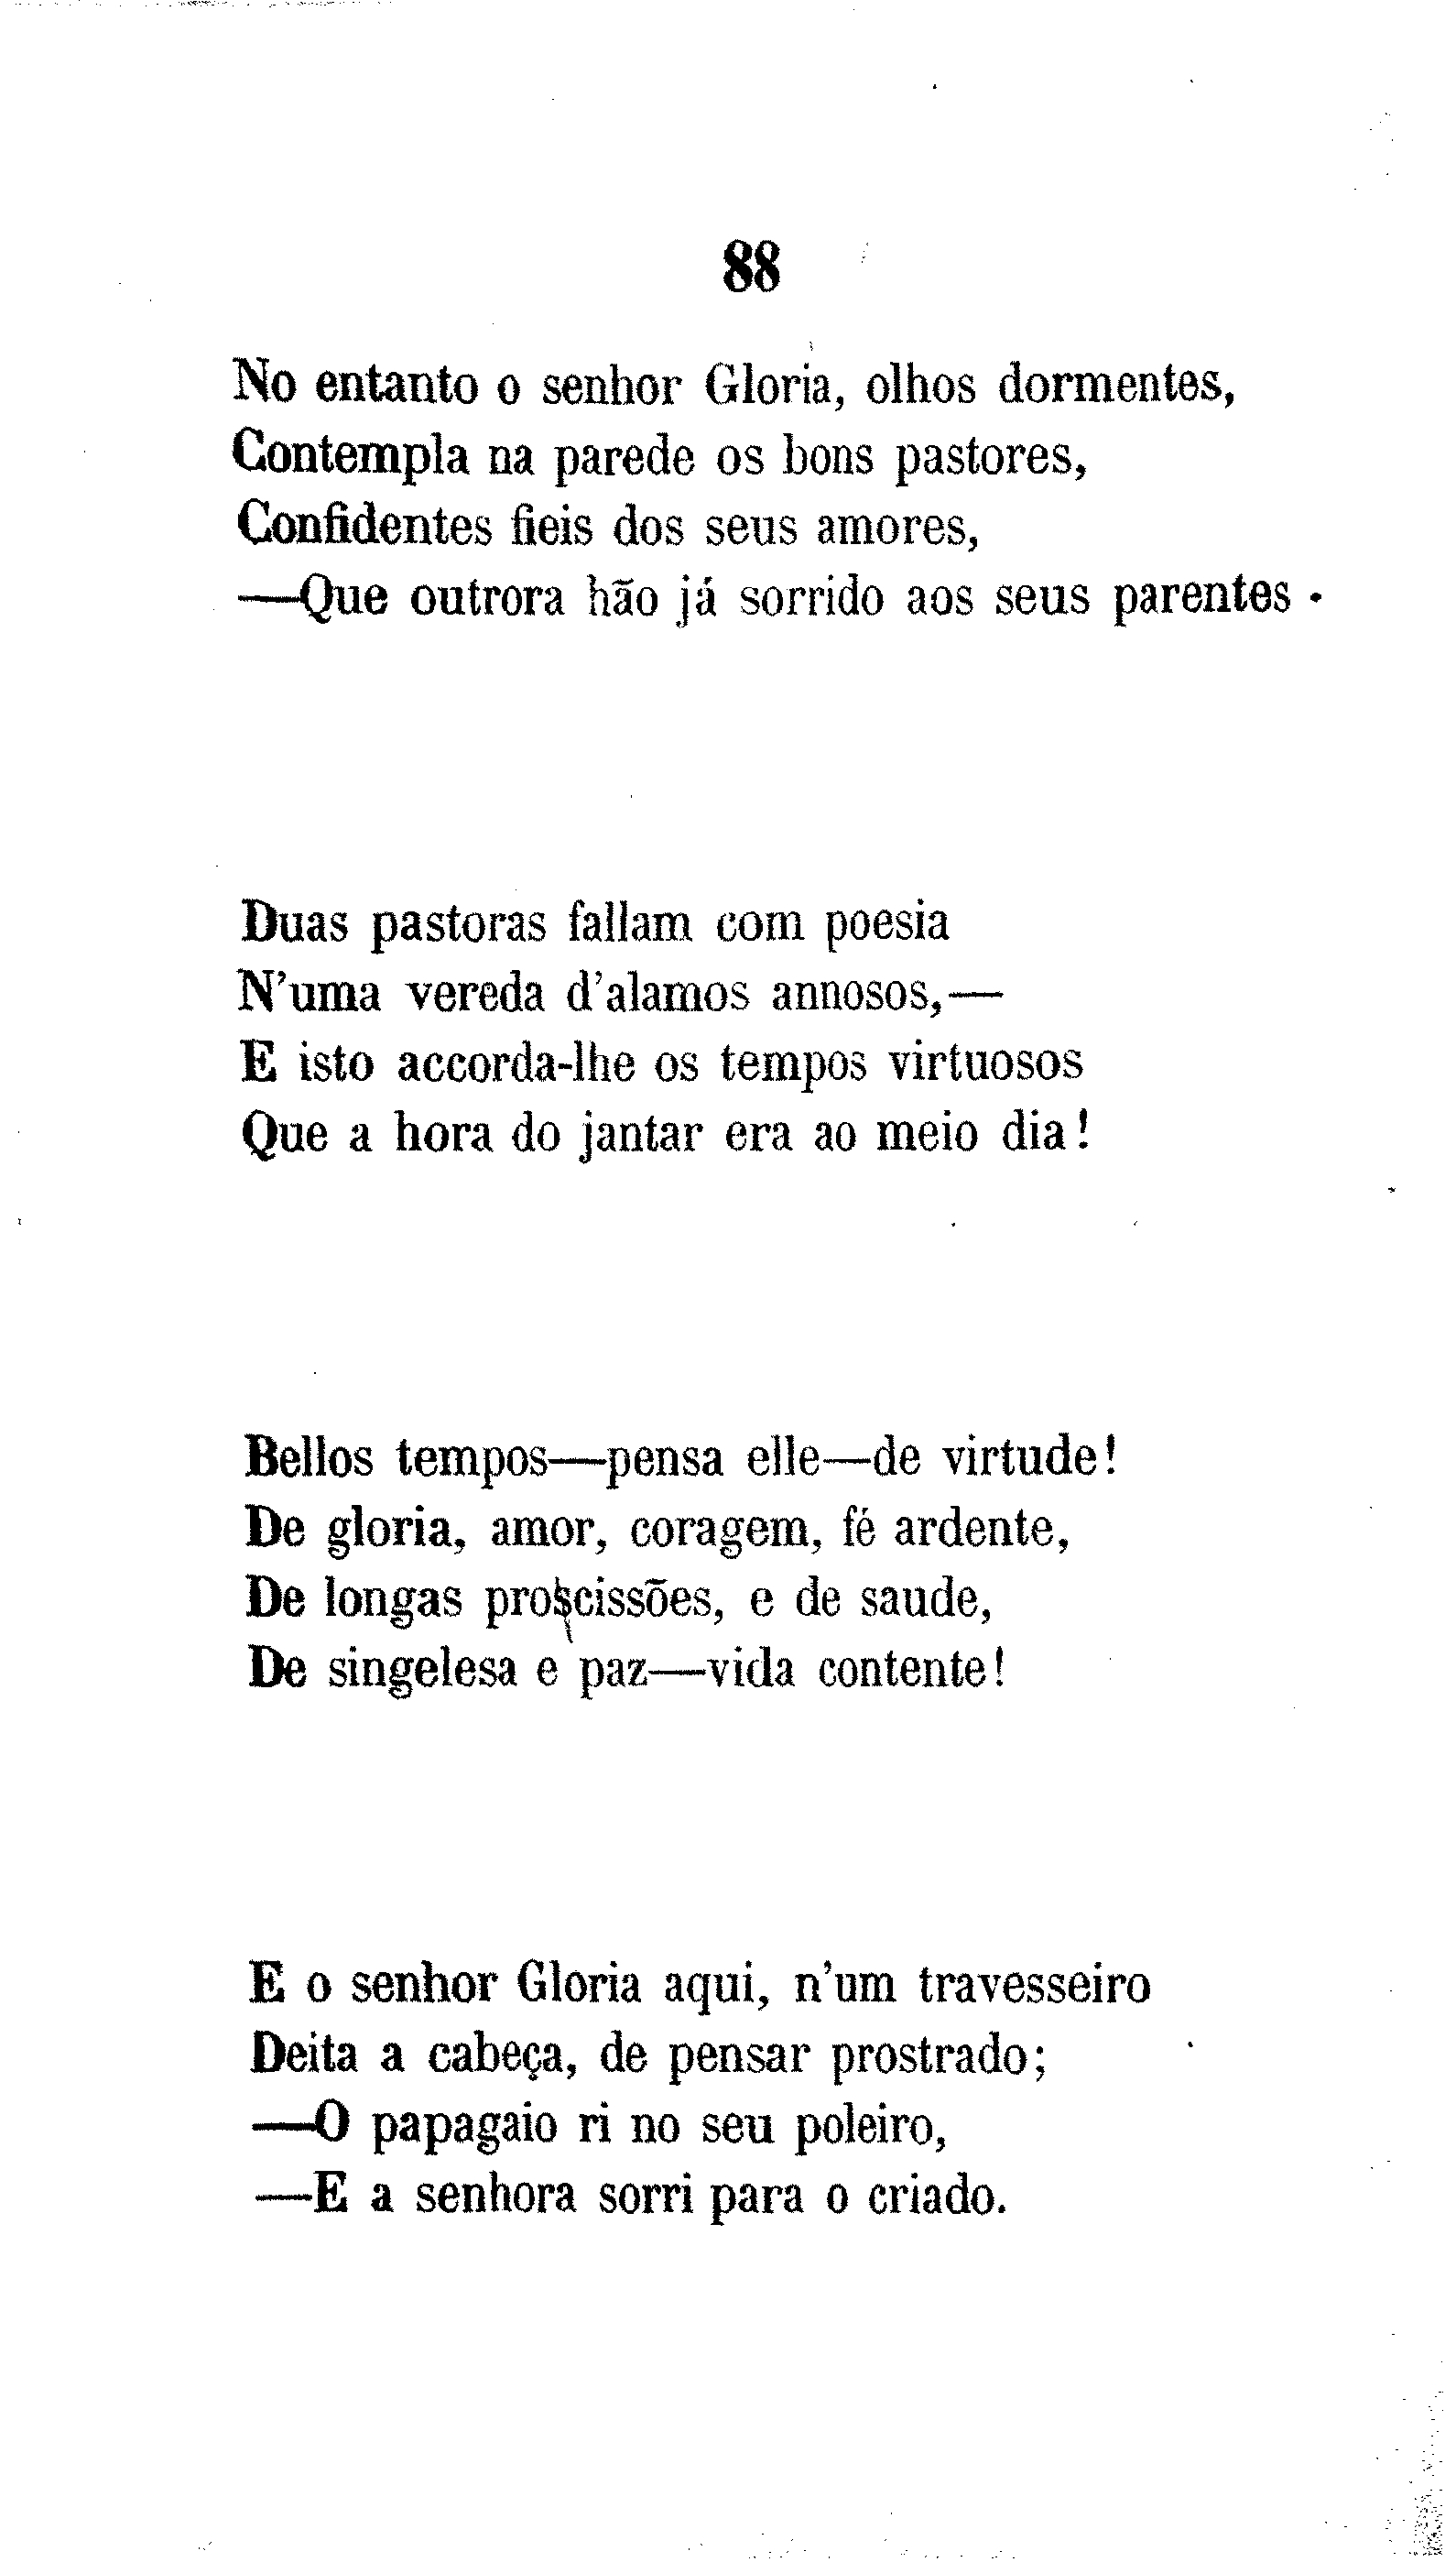 88
No entanto o senhor Gloria, olhos dormentes,
Contempla na parede os bons pastores,
Confidentes fieis dos seus amores,
—Que outrora hão já sorrido aos seus parentes.
Duas pastoras fallam com poesia
N'uma vereda d'alamos annosos,—
E isto accorda-lhe os tempos virtuosos
Que a hora do jantar era ao meio dia!
Bellos tempos—pensa elle—de virtude!
De gloria, amor, coragem, fé ardente,
De longas proscissões, e de saude,
De singelesa e paz—vida contente!
E o senhor Gloria aqui, n'um travesseiro
Deita a cabeça, de pensar prostrado;
—O papagaio ri no seu poleiro,
—E a senhora sorri para o criado.